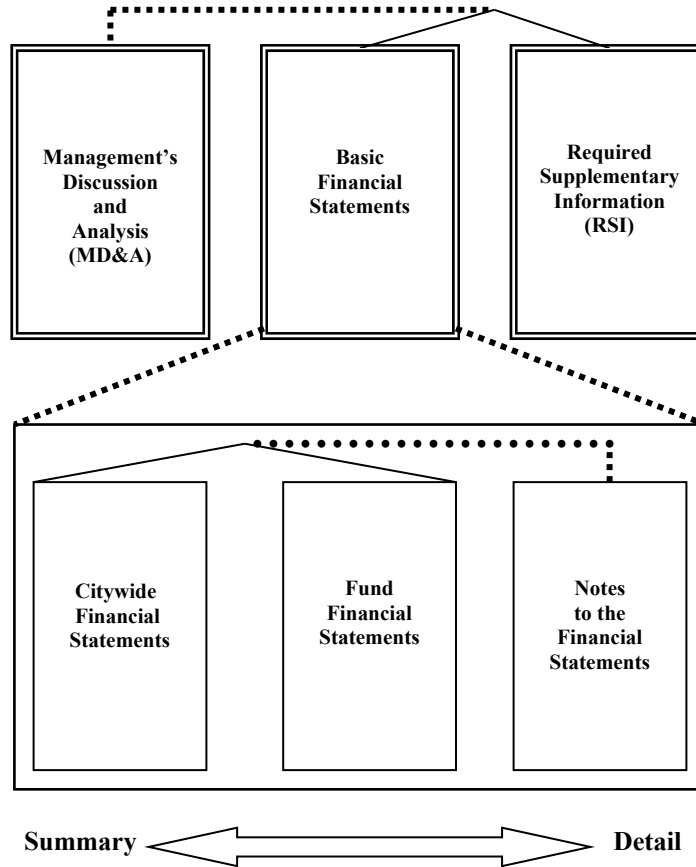 Management’s
Discussion
and
Analysis
(MD&A)
Basic
Financial
Statements
Required
Supplementary
Information
(RSI)
Citywide
Financial
Statements
Fund
Financial
Statements
Notes
to the
Financial
Statements
Summary
Detail